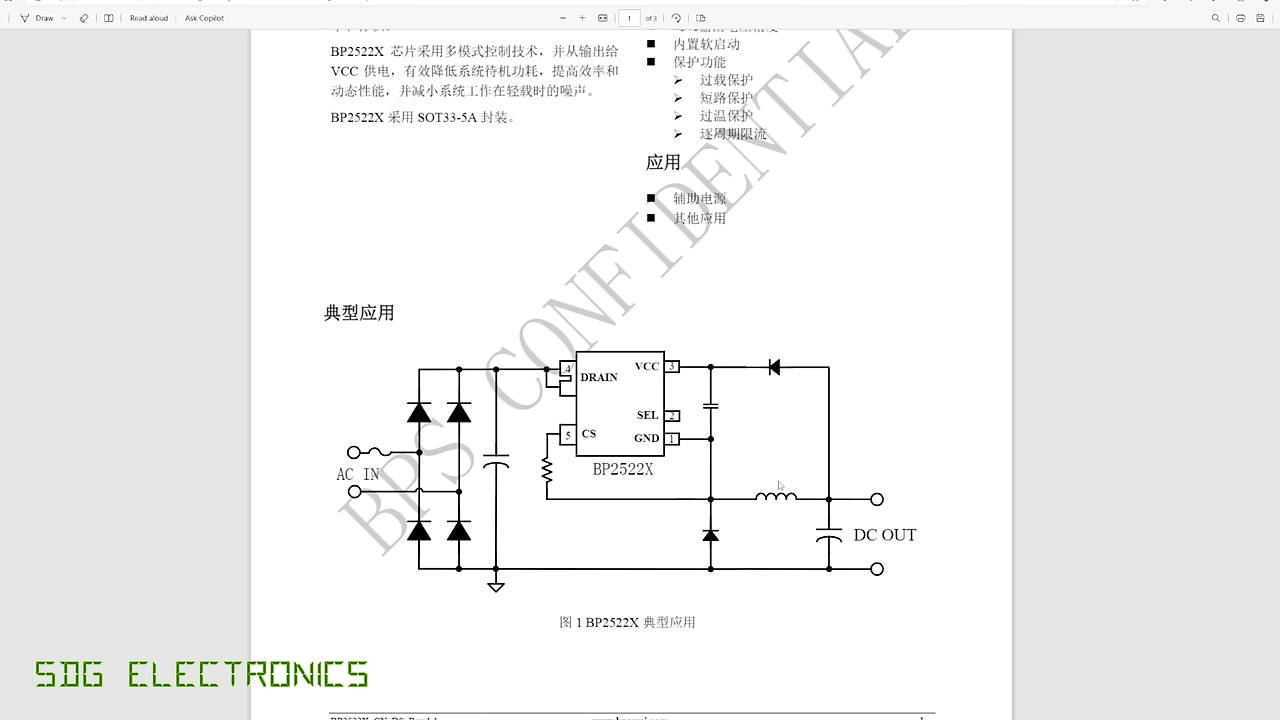 Draw
Read aloud
Ask Copilot
1
of 3
BP2522X 芯片采用多模式控制技术，并从输出给
VCC 供电，有效降低系统待机功耗，提高效率和
动态性能，并减小系统工作在轻载时的噪声。
BP2522X 采用 SOT33-5A 封装。
内置软启动
保护功能
过载保护
短路保护
过温保护
逐周期限流
应用
辅助电源
其他应用
典型应用
BPS CONFIDENTIAL
4
DRAIN
VCC
3
SEL
2
5
CS
GND
1
BP2522X
AC IN
DC OUT
图 1 BP2522X 典型应用
SDG ELECTRONICS